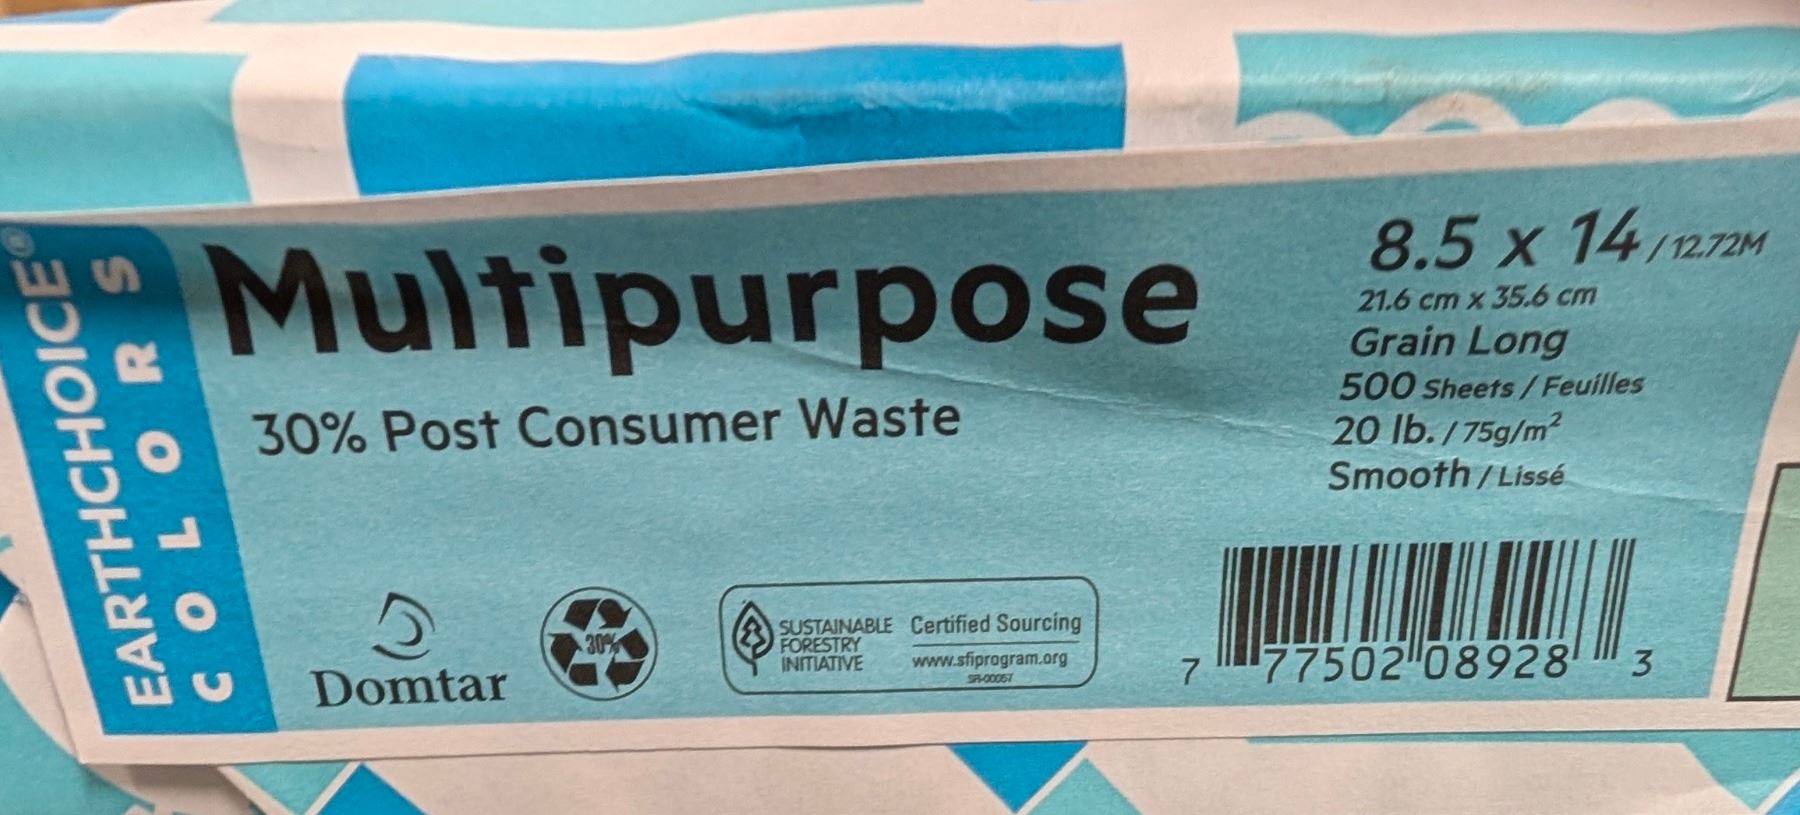 EARTHCHOICE®
COLORS
Multipurpose
30% Post Consumer Waste
8.5 x 14 / 12.72M
21.6 cm x 35.6 cm
Grain Long
500 Sheets / Feuilles
20 lb. / 75g/m²
Smooth / Lissé
Domtar
30%
SUSTAINABLE
FORESTRY
INITIATIVE
Certified Sourcing
www.sfiprogram.org
SFI-00057
7 77502 08928 3